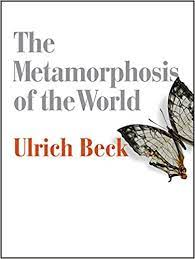 The
Metamorphosis
of the World
Ulrich Beck